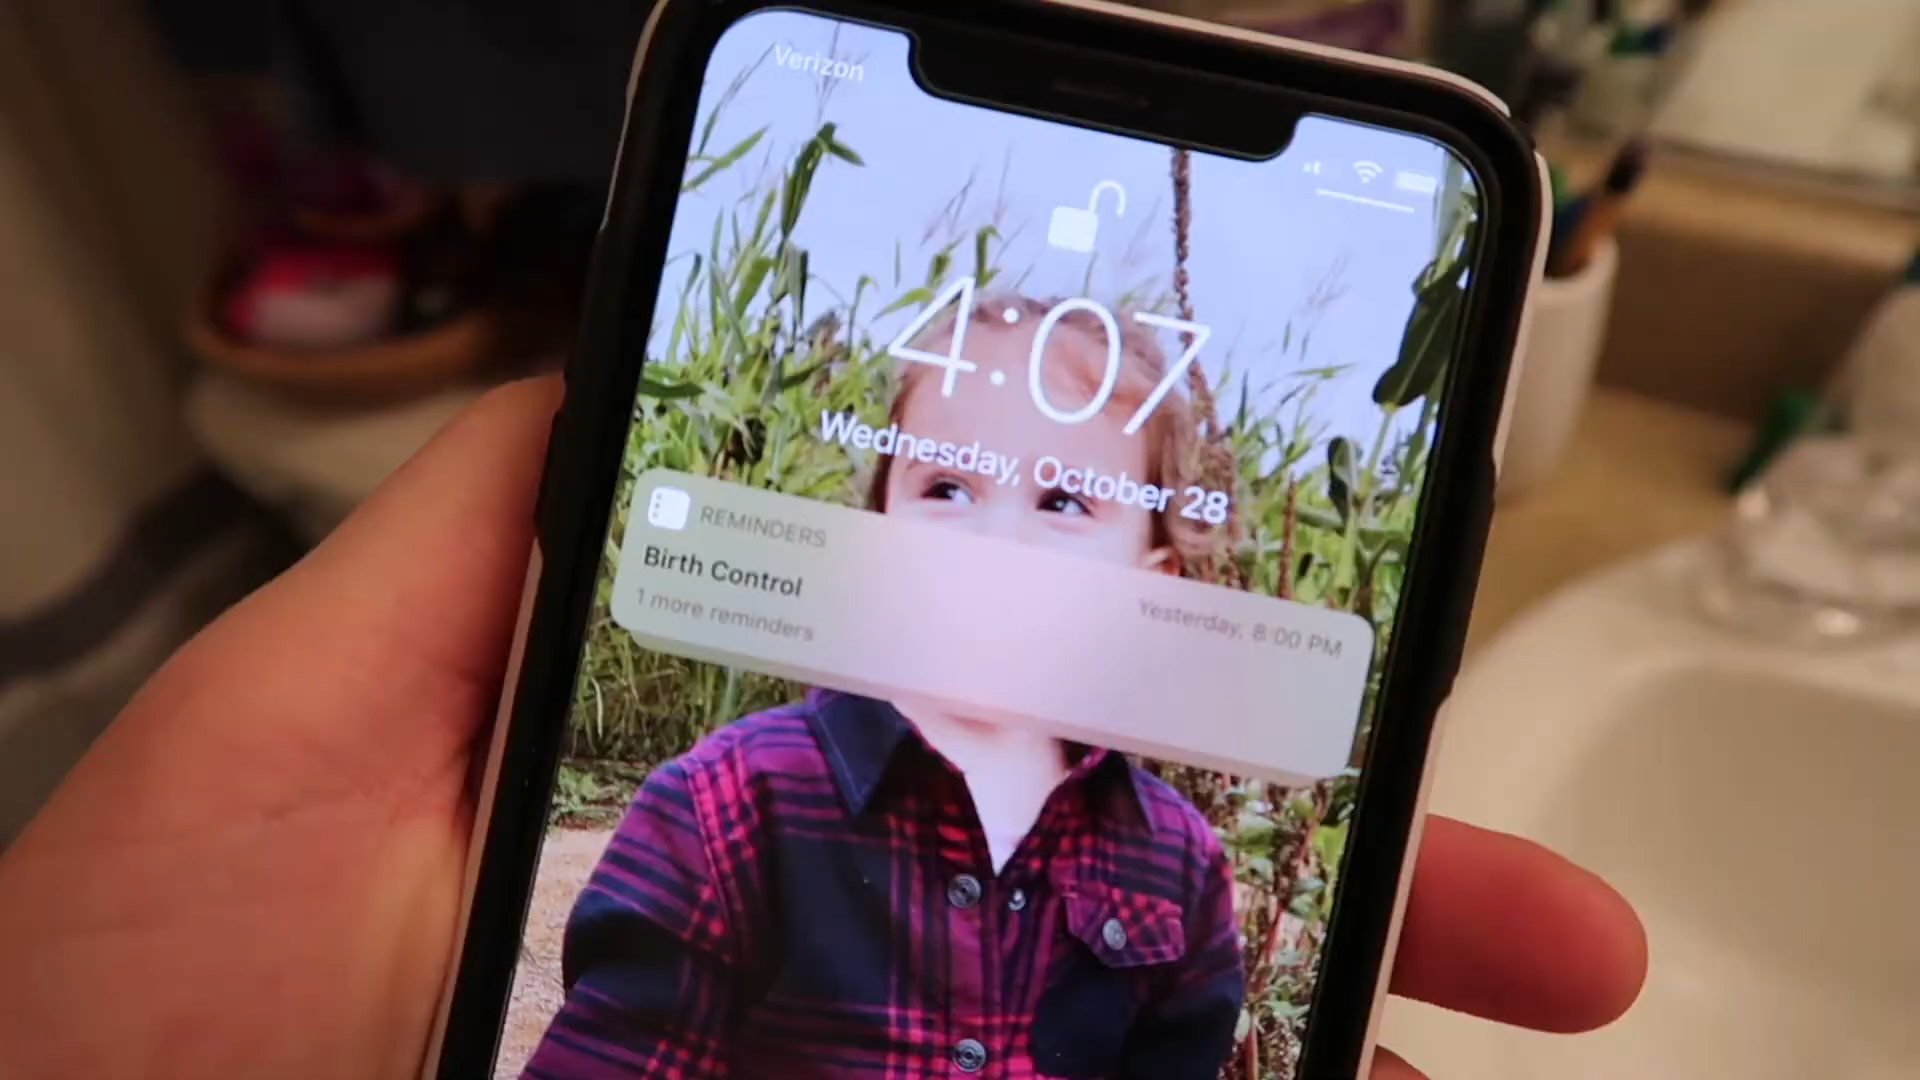 Verizon
4:07
Wednesday, October 28
REMINDERS
Yesterday, 8:00 PM
Birth Control
1 more reminders